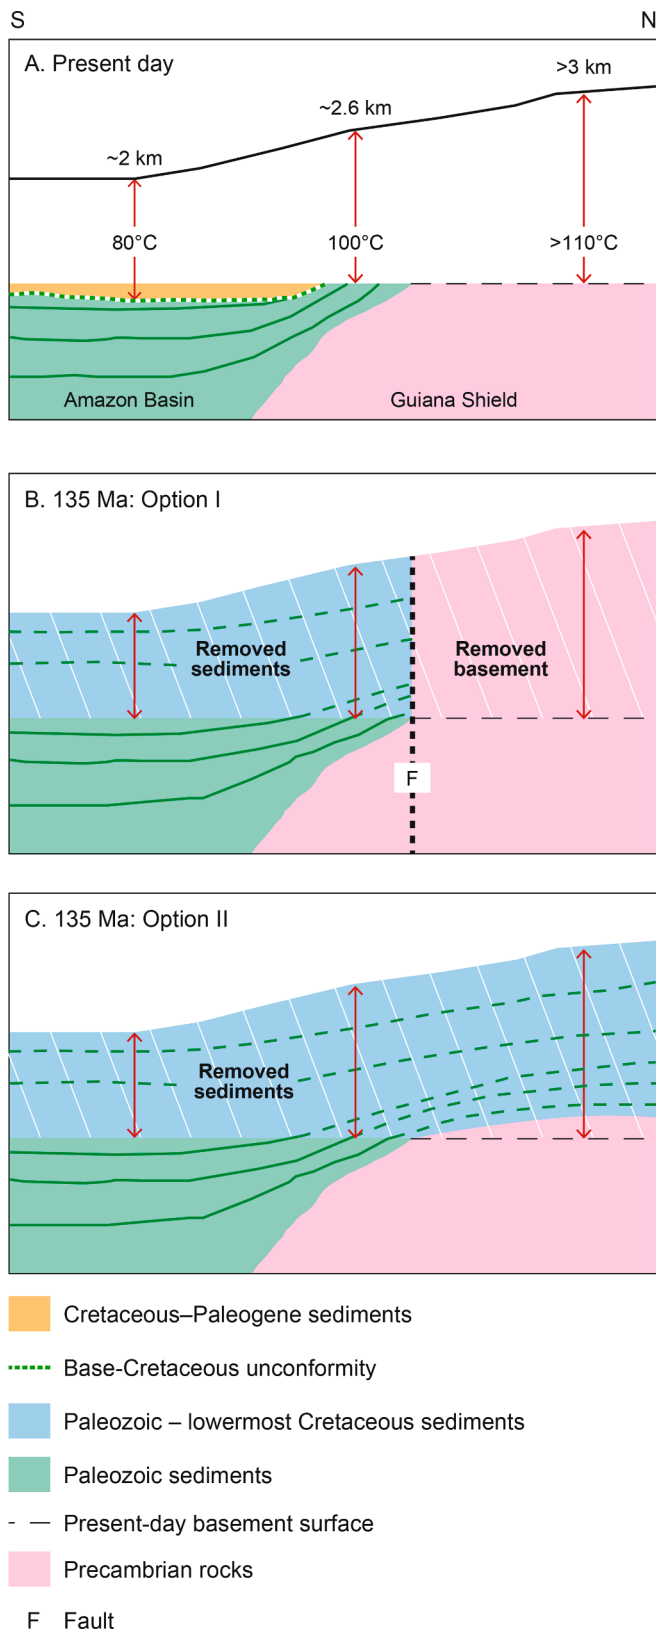 S N
A. Present day
>3 km
~2.6 km
~2 km
80°C 100°C >110°C
Amazon Basin Guiana Shield
B. 135 Ma: Option I
Removed
sediments
Removed
basement
F
C. 135 Ma: Option II
Removed
sediments
Cretaceous–Paleogene sediments
Base-Cretaceous unconformity
Paleozoic – lowermost Cretaceous sediments
Paleozoic sediments
Present-day basement surface
Precambrian rocks
F Fault